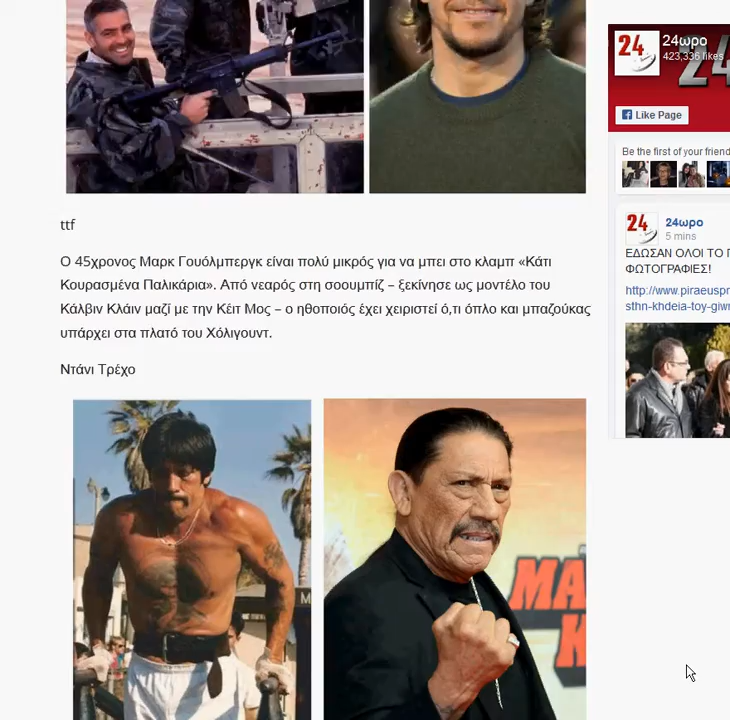 24
24ωρο
423,336 likes
Like Page
Be the first of your friend
ttf
24
24ωρο
5 mins
Ο 45χρονος Μαρκ Γουόλμπεργκ είναι πολύ μικρός για να μπει στο κλαμπ «Κάτι
Κουρασμένα Παλικάρια». Από νεαρός στη σοουμπίζ – ξεκίνησε ως μοντέλο του
Κάλβιν Κλάιν μαζί με την Κέιτ Μος – ο ηθοποιός έχει χειριστεί ό,τι όπλο και μπαζούκας
υπάρχει στα πλατό του Χόλιγουντ.
ΕΔΩΣΑΝ ΟΛΟΙ ΤΟ Π
ΦΩΤΟΓΡΑΦΙΕΣ!
http://www.piraeuspr
sthn-khdeia-toy-giwr
Ντάνι Τρέχο
MA
K